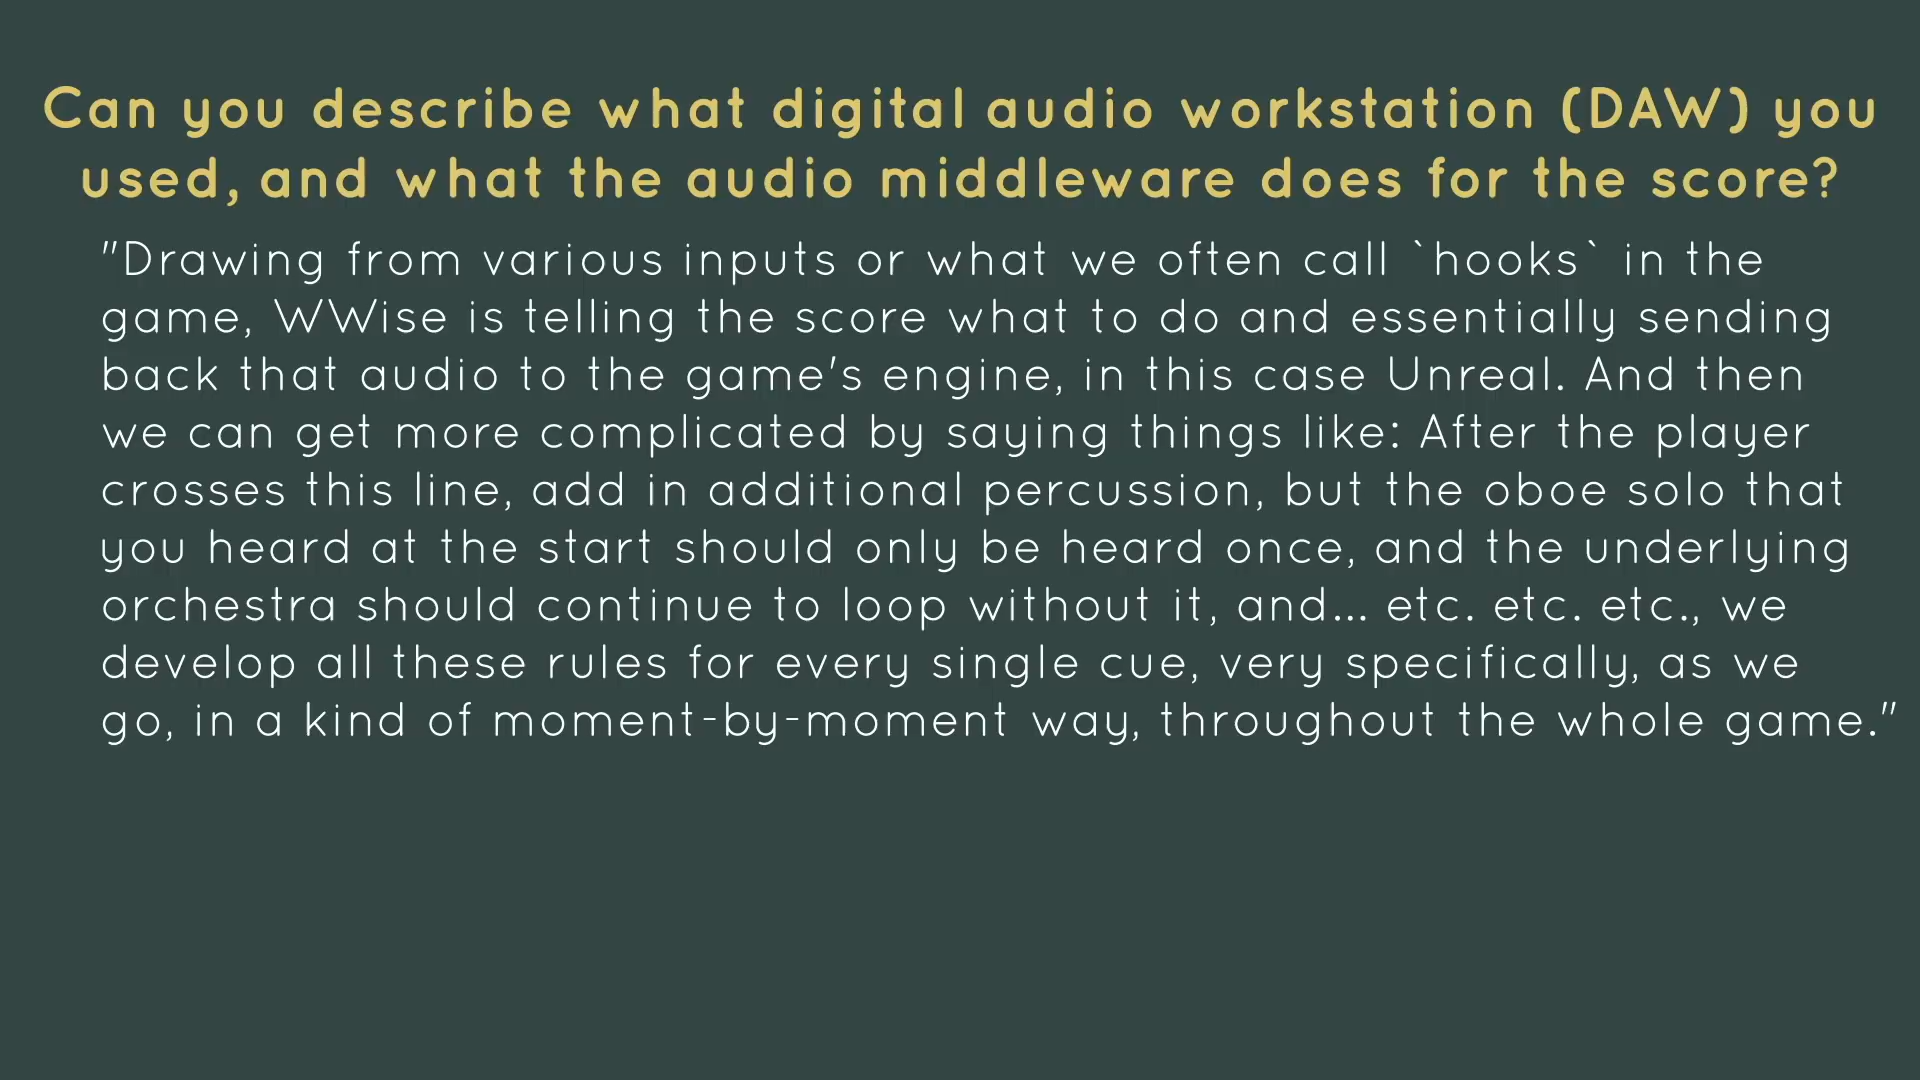 Can you describe what digital audio workstation (DAW) you
used, and what the audio middleware does for the score?
"Drawing from various inputs or what we often call `hooks` in the
game, WWise is telling the score what to do and essentially sending
back that audio to the game's engine, in this case Unreal. And then
we can get more complicated by saying things like: After the player
crosses this line, add in additional percussion, but the oboe solo that
you heard at the start should only be heard once, and the underlying
orchestra should continue to loop without it, and... etc. etc. etc., we
develop all these rules for every single cue, very specifically, as we
go, in a kind of moment-by-moment way, throughout the whole game."